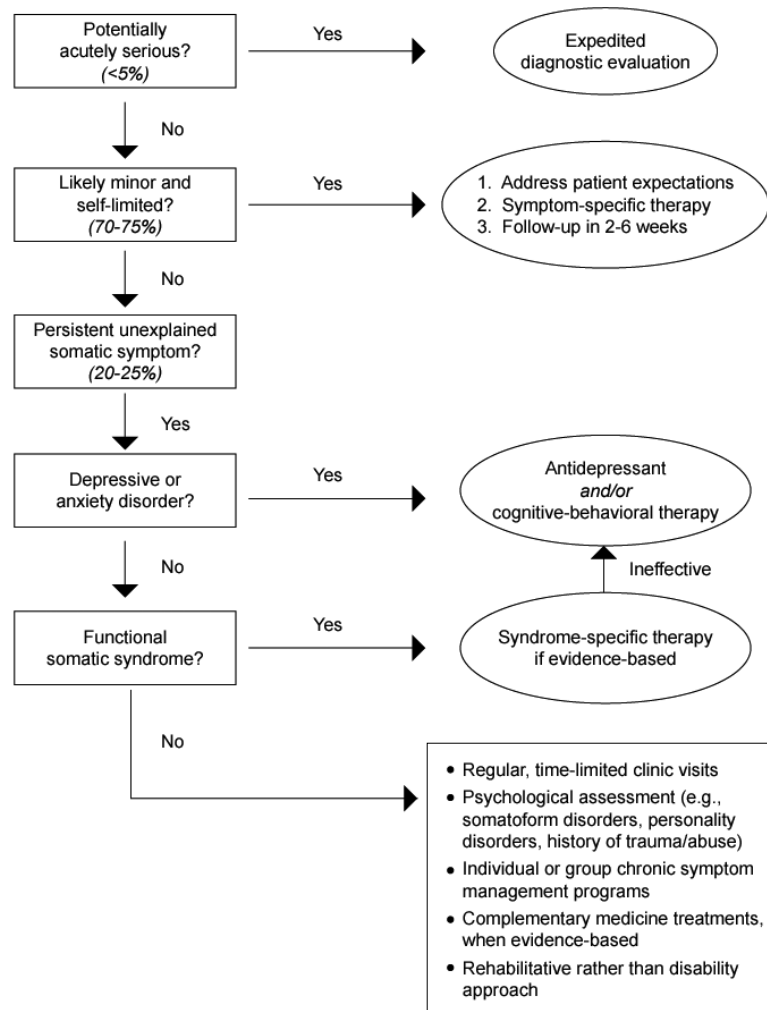 Potentially
acutely serious?
(<5%)
Yes
Expedited
diagnostic evaluation
No
Likely minor and
self-limited?
(70-75%)
Yes
1. Address patient expectations
2. Symptom-specific therapy
3. Follow-up in 2-6 weeks
No
Persistent unexplained
somatic symptom?
(20-25%)
Yes
Depressive or
anxiety disorder?
Yes
Antidepressant
and/or
cognitive-behavioral therapy
No
Ineffective
Functional
somatic syndrome?
Yes
Syndrome-specific therapy
if evidence-based
No
• Regular, time-limited clinic visits
• Psychological assessment (e.g.,
somatoform disorders, personality
disorders, history of trauma/abuse)
• Individual or group chronic symptom
management programs
• Complementary medicine treatments,
when evidence-based
• Rehabilitative rather than disability
approach